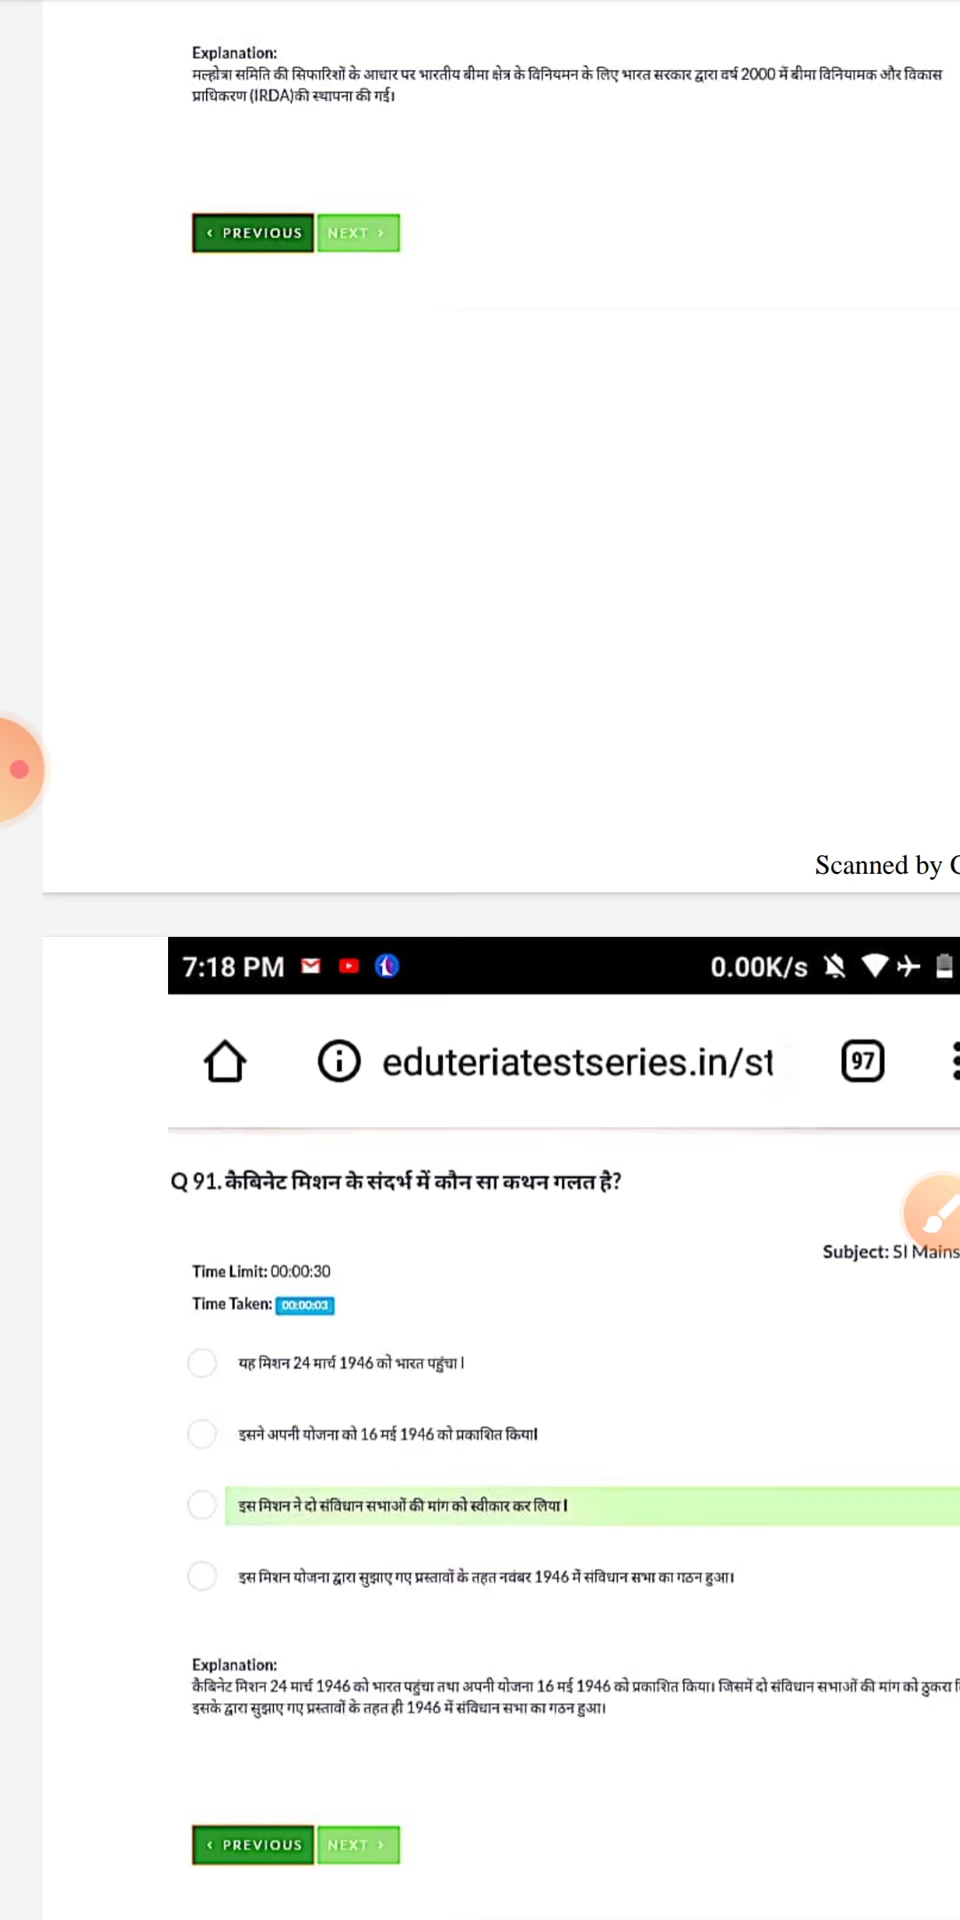 Explanation:
मल्होत्रा समिति की सिफारिशों के आधार पर भारतीय बीमा क्षेत्र के विनियमन के लिए भारत सरकार द्वारा वर्ष 2000 में बीमा विनियामक और विकास
प्राधिकरण (IRDA)की स्थापना की गई।
‹ PREVIOUS NEXT ›
Scanned by
7:18 PM 0.00K/s
eduteriatestseries.in/st 97
Q 91. कैबिनेट मिशन के संदर्भ में कौन सा कथन गलत है?
Subject: SI Mains
Time Limit: 00:00:30
Time Taken: 00:00:03
यह मिशन 24 मार्च 1946 को भारत पहुंचा।
इसने अपनी योजना को 16 मई 1946 को प्रकाशित किया।
इस मिशन ने दो संविधान सभाओं की मांग को स्वीकार कर लिया।
इस मिशन योजना द्वारा सुझाए गए प्रस्तावों के तहत नवंबर 1946 में संविधान सभा का गठन हुआ।
Explanation:
कैबिनेट मिशन 24 मार्च 1946 को भारत पहुंचा तथा अपनी योजना 16 मई 1946 को प्रकाशित किया। जिसमें दो संविधान सभाओं की मांग को ठुकरा
इसके द्वारा सुझाए गए प्रस्तावों के तहत ही 1946 में संविधान सभा का गठन हुआ।
‹ PREVIOUS NEXT ›